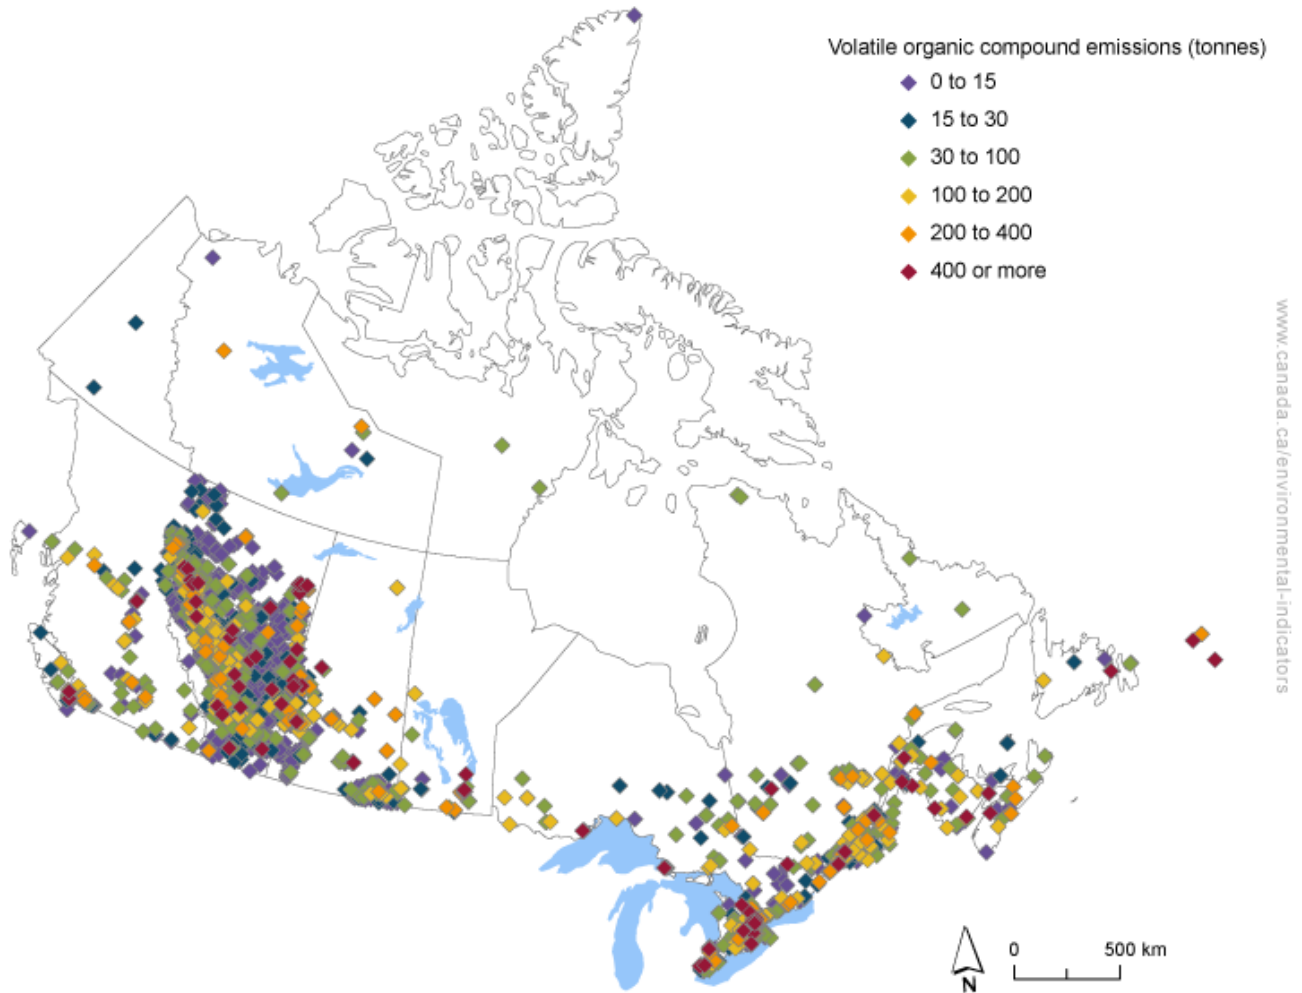 Volatile organic compound emissions (tonnes)
0 to 15
15 to 30
30 to 100
100 to 200
200 to 400
400 or more
www.canada.ca/environmental-indicators
0 500 km
N